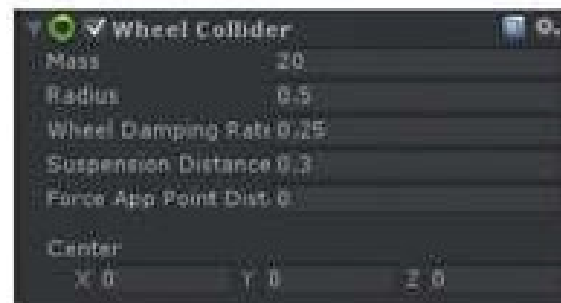 Wheel Collider
Mass 20
Radius 0.5
Wheel Damping Rate 0.25
Suspension Distance 0.3
Force App Point Dist. 0
Center
X 0 Y 0 Z 0